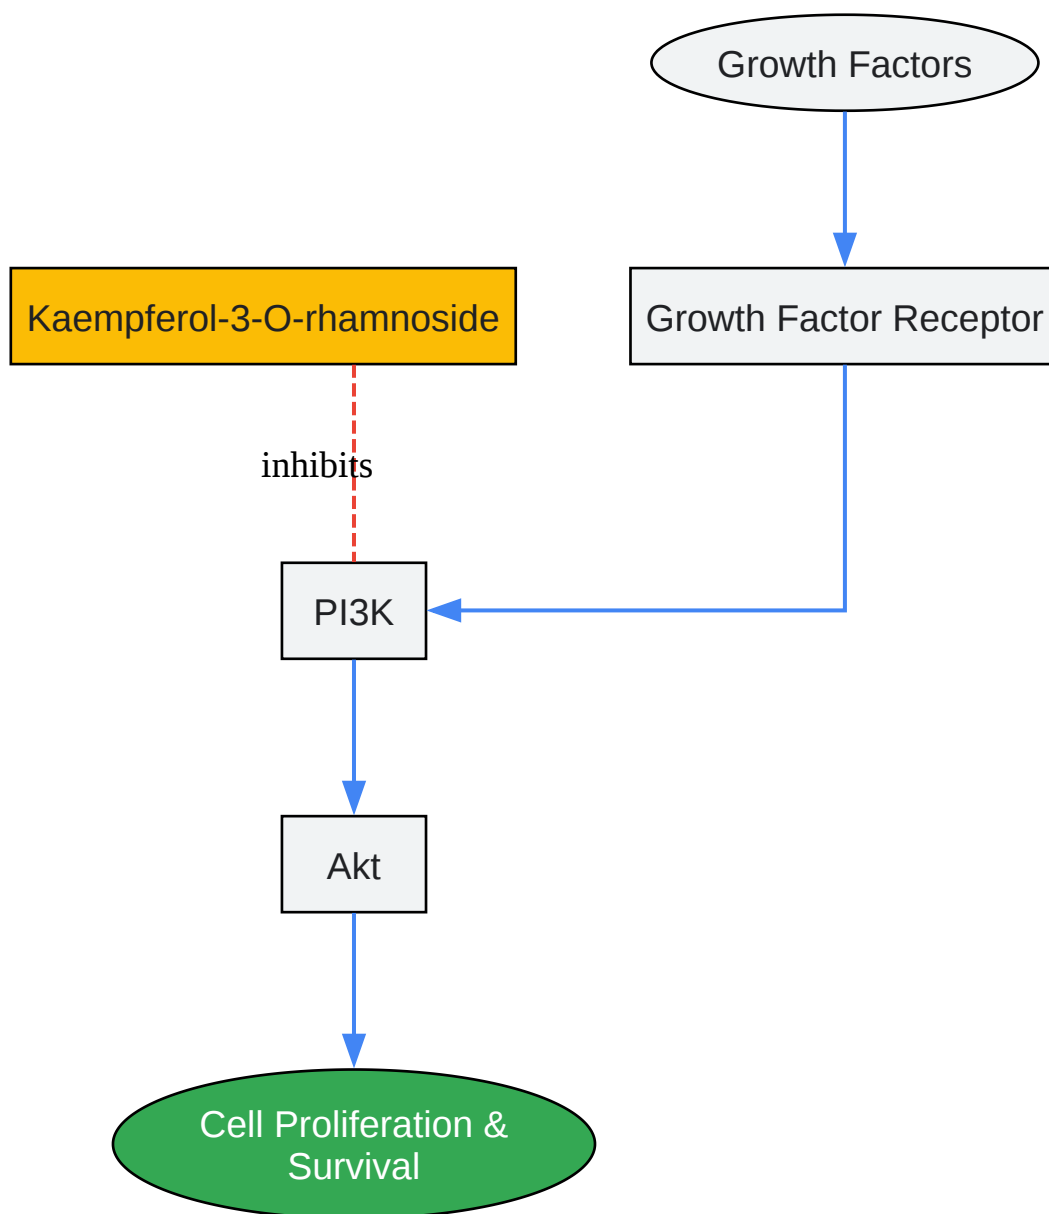 Growth Factors
Kaempferol-3-O-rhamnoside
Growth Factor Receptor
inhibits
PI3K
Akt
Cell Proliferation &
Survival